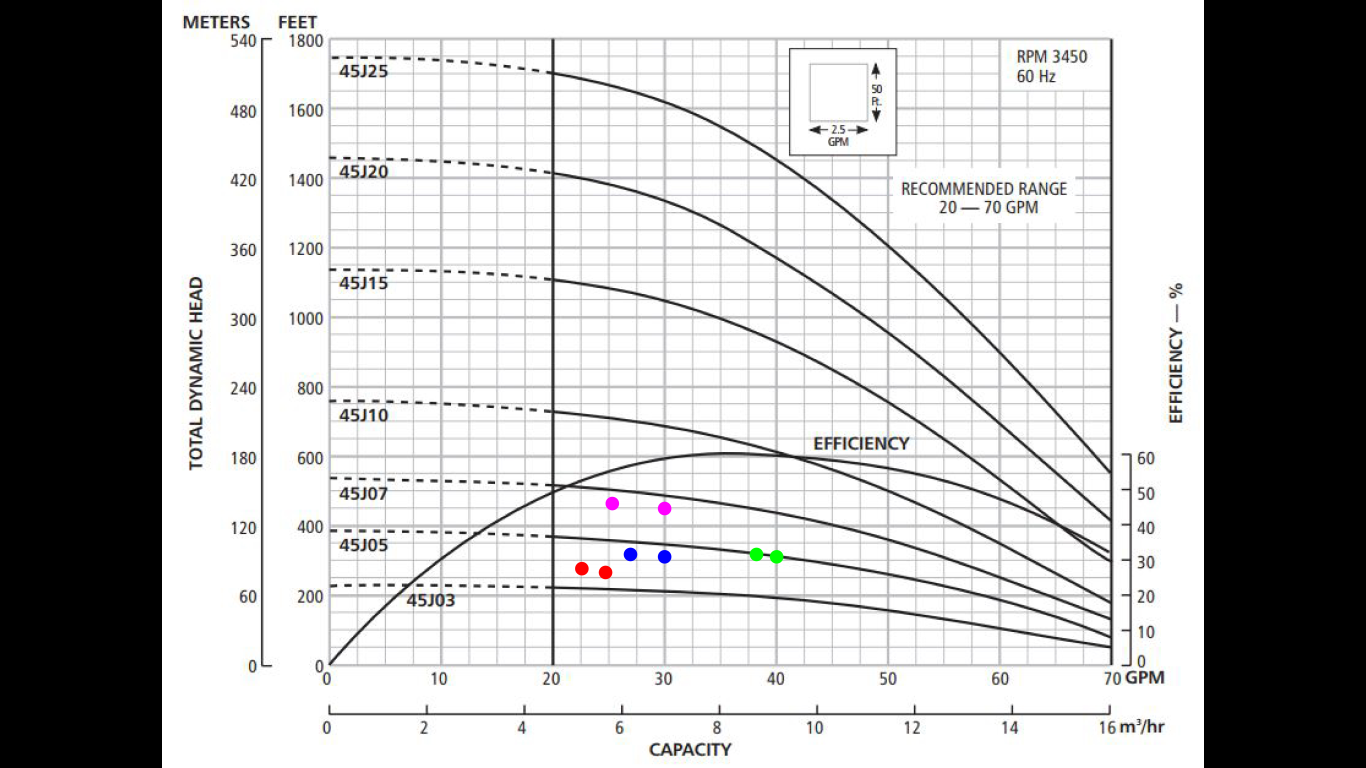 METERS FEET
540 1800
480 1600
420 1400
360 1200
300 1000
240 800
180 600
120 400
60 200
0 0
TOTAL DYNAMIC HEAD
45J25
45J20
45J15
45J10
45J07
45J05
45J03
50
Ft.
2.5
GPM
RPM 3450
60 Hz
RECOMMENDED RANGE
20 — 70 GPM
EFFICIENCY
EFFICIENCY — %
60
50
40
30
20
10
0
0 10 20 30 40 50 60 70 GPM
0 2 4 6 8 10 12 14 16 m³/hr
CAPACITY